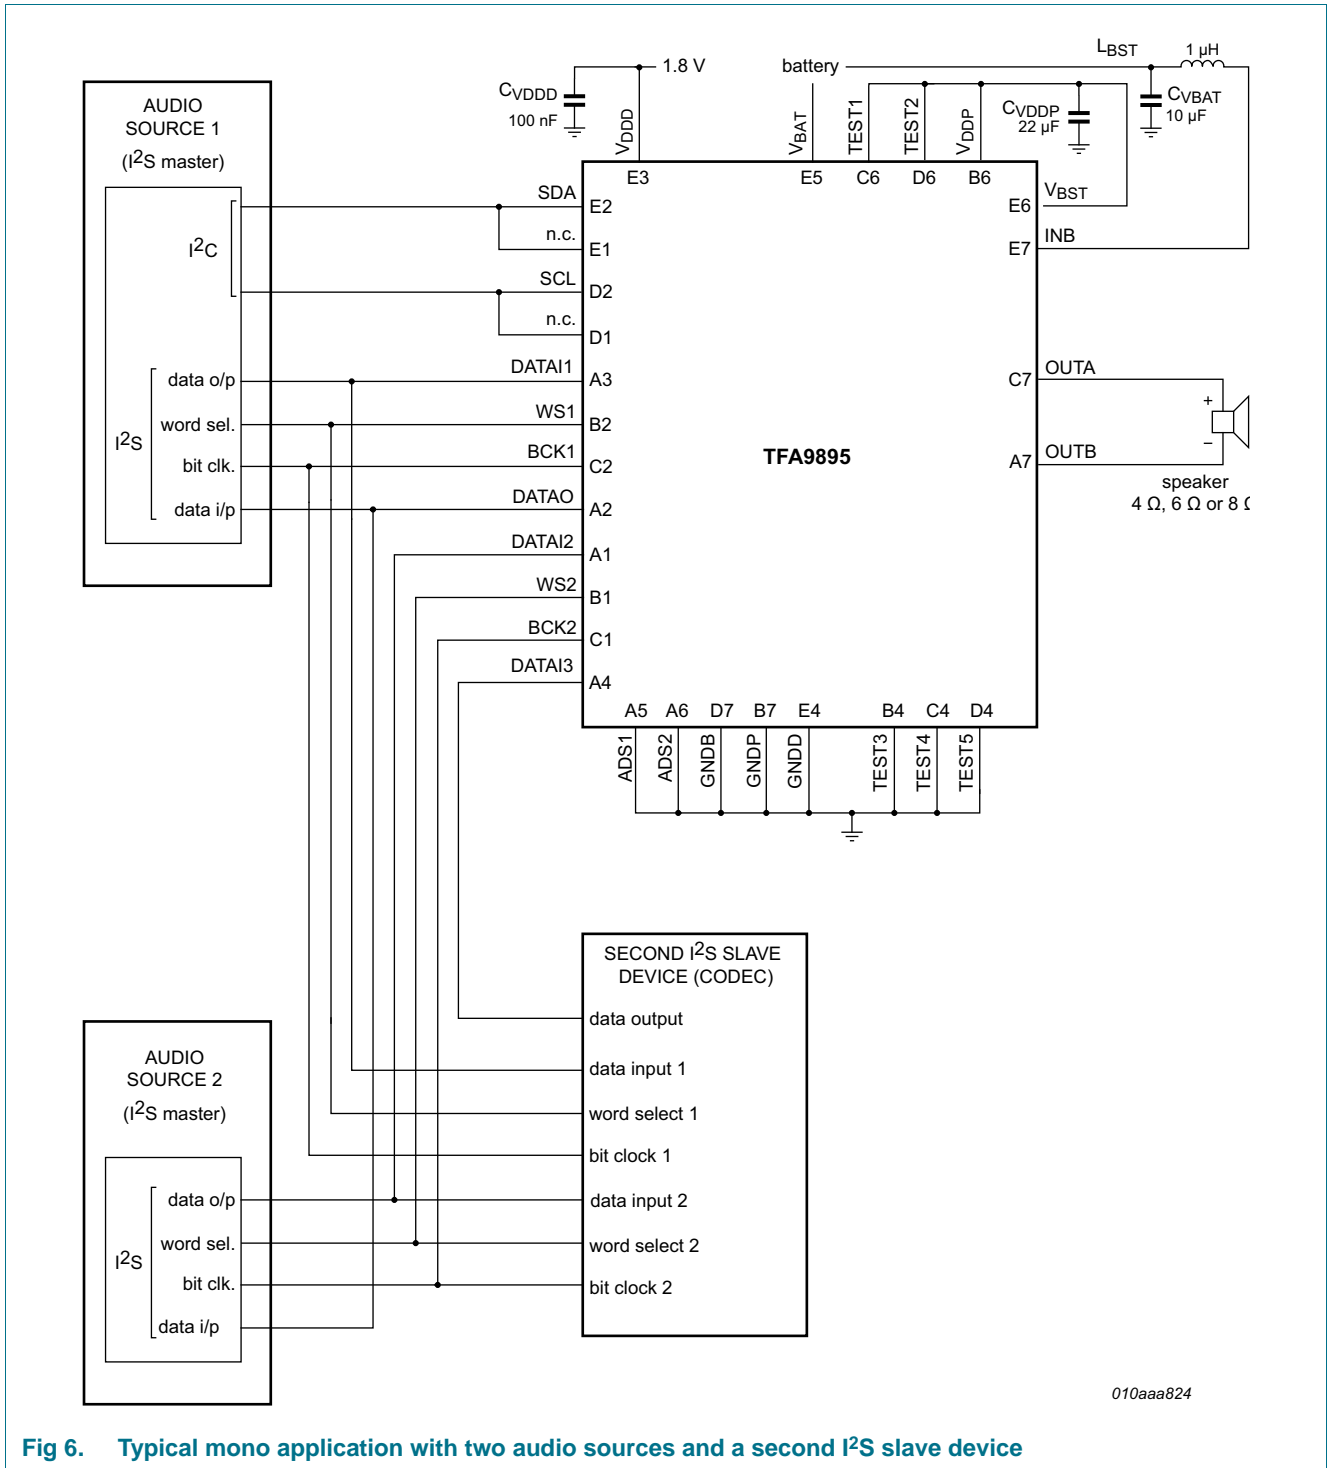 AUDIO
SOURCE 1
(I2S master)
I2C
I2S
data o/p
word sel.
bit clk.
data i/p
CVDDD
100 nF
1.8 V
VDDD
E3
battery
LBST
1 µH
VBAT
E5
TEST1
C6
TEST2
D6
VDDP
B6
CVDDP
22 µF
CVBAT
10 µF
SDA
E2
n.c.
E1
SCL
D2
n.c.
D1
DATAI1
A3
WS1
B2
BCK1
C2
DATAO
A2
DATAI2
A1
WS2
B1
BCK2
C1
DATAI3
A4
E6
VBST
E7
INB
C7
OUTA
A7
OUTB
+
−
speaker
4 Ω, 6 Ω or 8 Ω
TFA9895
A5
A6
D7
B7
E4
B4
C4
D4
ADS1
ADS2
GNDB
GNDP
GNDD
TEST3
TEST4
TEST5
SECOND I2S SLAVE
DEVICE (CODEC)
data output
data input 1
word select 1
bit clock 1
data input 2
word select 2
bit clock 2
AUDIO
SOURCE 2
(I2S master)
I2S
data o/p
word sel.
bit clk.
data i/p
010aaa824
Fig 6. Typical mono application with two audio sources and a second I2S slave device